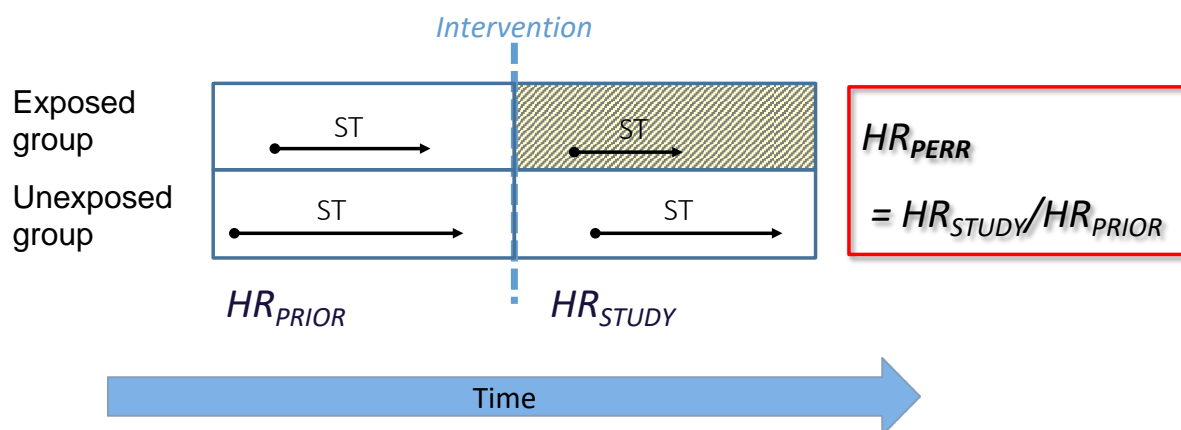 Intervention
Exposed
group
ST
ST
Unexposed
group
ST
ST
HR_PRIOR
HR_STUDY
HR_PERR
= HR_STUDY/HR_PRIOR
Time